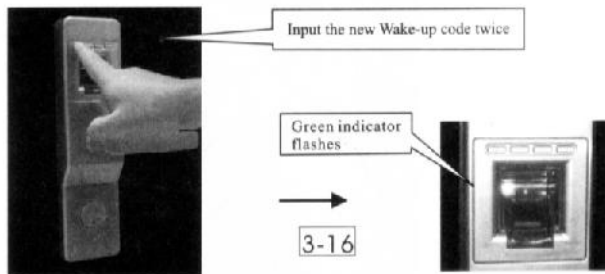 Input the new Wake-up code twice
Green indicator
flashes
3-16